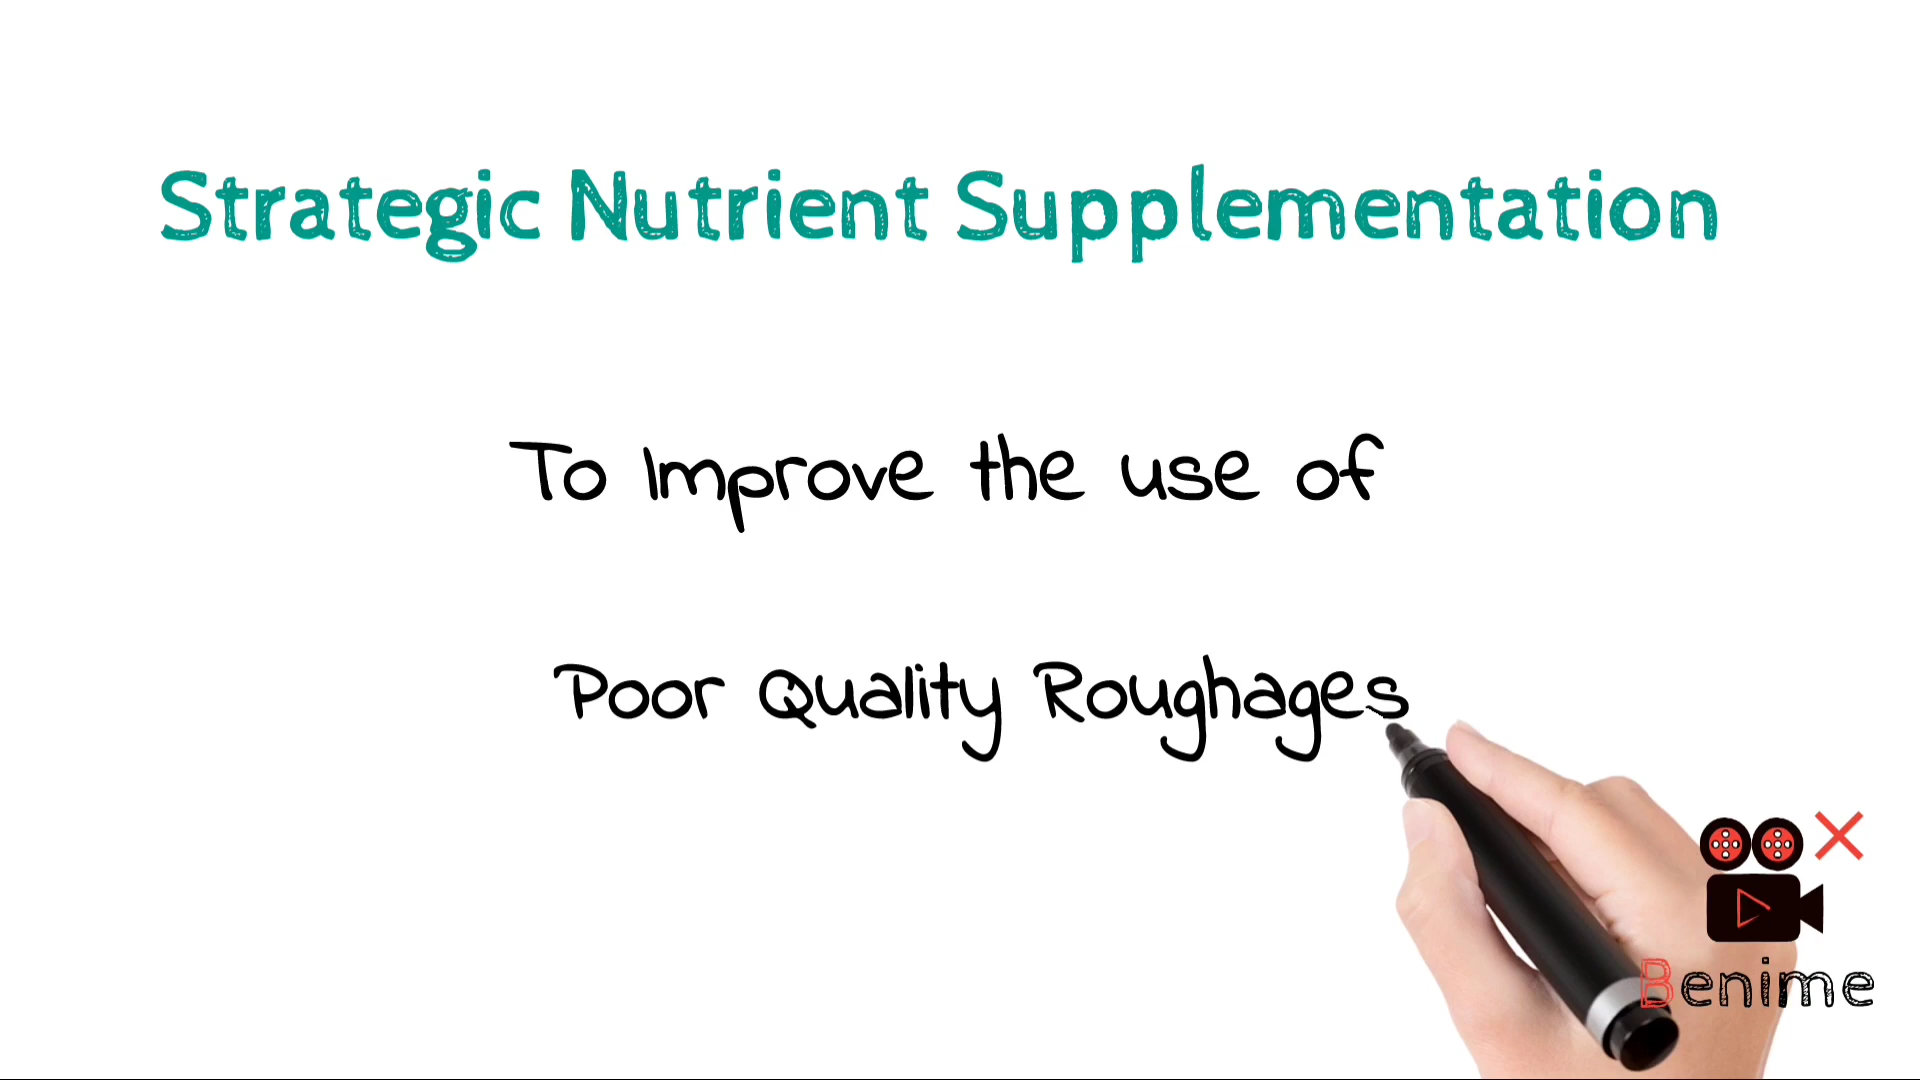 Strategic Nutrient Supplementation
To Improve the use of
Poor Quality Roughages
Benime